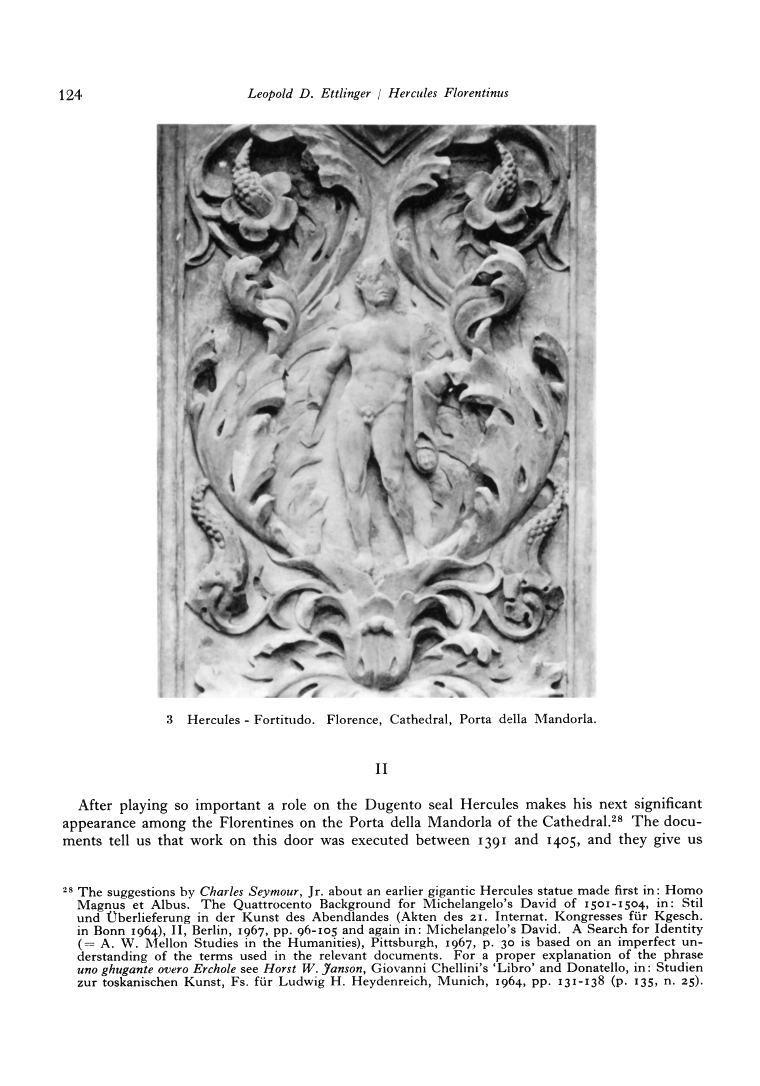 124
Leopold D. Ettlinger / Hercules Florentinus
3 Hercules - Fortitudo. Florence, Cathedral, Porta della Mandorla.
II
After playing so important a role on the Dugento seal Hercules makes his next significant
appearance among the Florentines on the Porta della Mandorla of the Cathedral.²⁸ The docu-
ments tell us that work on this door was executed between 1391 and 1405, and they give us
²⁸ The suggestions by Charles Seymour, Jr. about an earlier gigantic Hercules statue made first in: Homo
Magnus et Albus. The Quattrocento Background for Michelangelo's David of 1501-1504, in: Stil
und Überlieferung in der Kunst des Abendlandes (Akten des 21. Internat. Kongresses für Kgesch.
in Bonn 1964), II, Berlin, 1967, pp. 96-105 and again in: Michelangelo's David. A Search for Identity
(= A. W. Mellon Studies in the Humanities), Pittsburgh, 1967, p. 30 is based on an imperfect un-
derstanding of the terms used in the relevant documents. For a proper explanation of the phrase
uno ghugante overo Erchole see Horst W. Janson, Giovanni Chellini's 'Libro' and Donatello, in: Studien
zur toskanischen Kunst, Fs. für Ludwig H. Heydenreich, Munich, 1964, pp. 131-138 (p. 135, n. 25).